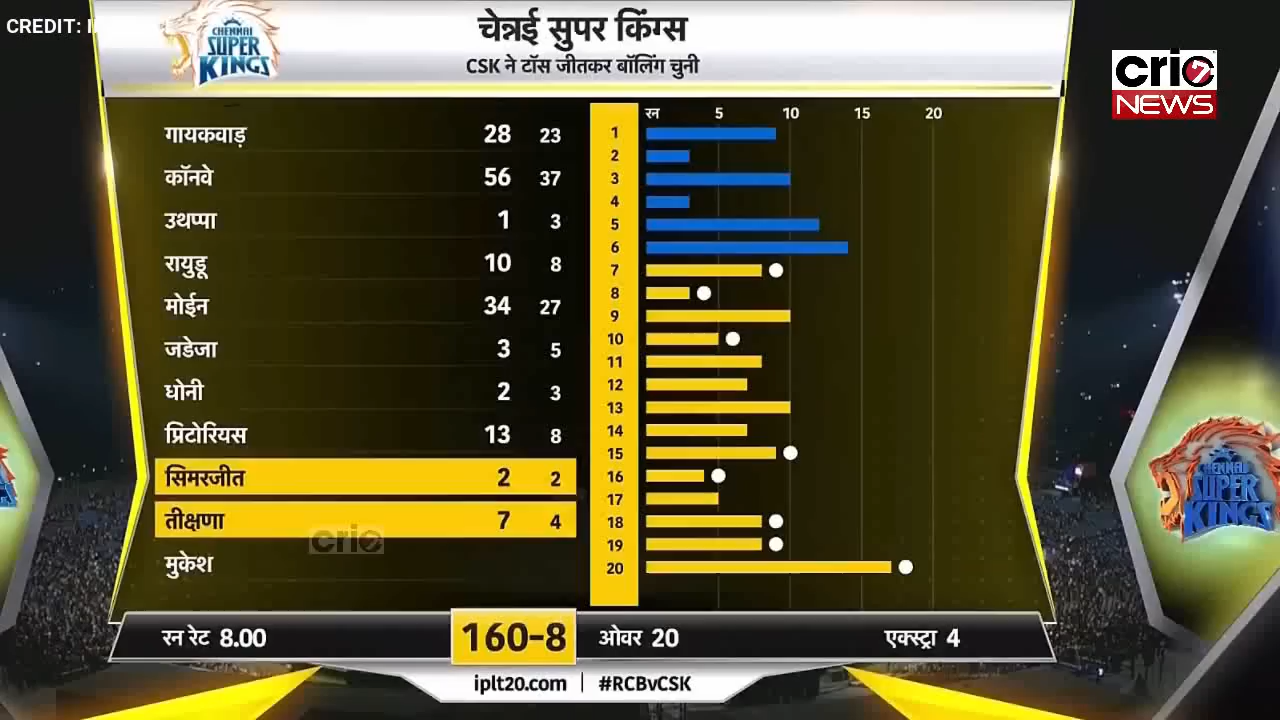 CREDIT: I
CHENNAI
SUPER
KINGS
चेन्नई सुपर किंग्स
CSK ने टॉस जीतकर बॉलिंग चुनी
cric7
NEWS
रन 5 10 15 20
गायकवाड़ 28 23
कॉनवे 56 37
उथप्पा 1 3
रायुडू 10 8
मोईन 34 27
जडेजा 3 5
धोनी 2 3
प्रिटोरियस 13 8
सिमरजीत 2 2
तीक्षणा 7 4
मुकेश
1
2
3
4
5
6
7
8
9
10
11
12
13
14
15
16
17
18
19
20
cric
CHENNAI
SUPER
KINGS
रन रेट 8.00 160-8 ओवर 20 एक्स्ट्रा 4
iplt20.com | #RCBvCSK